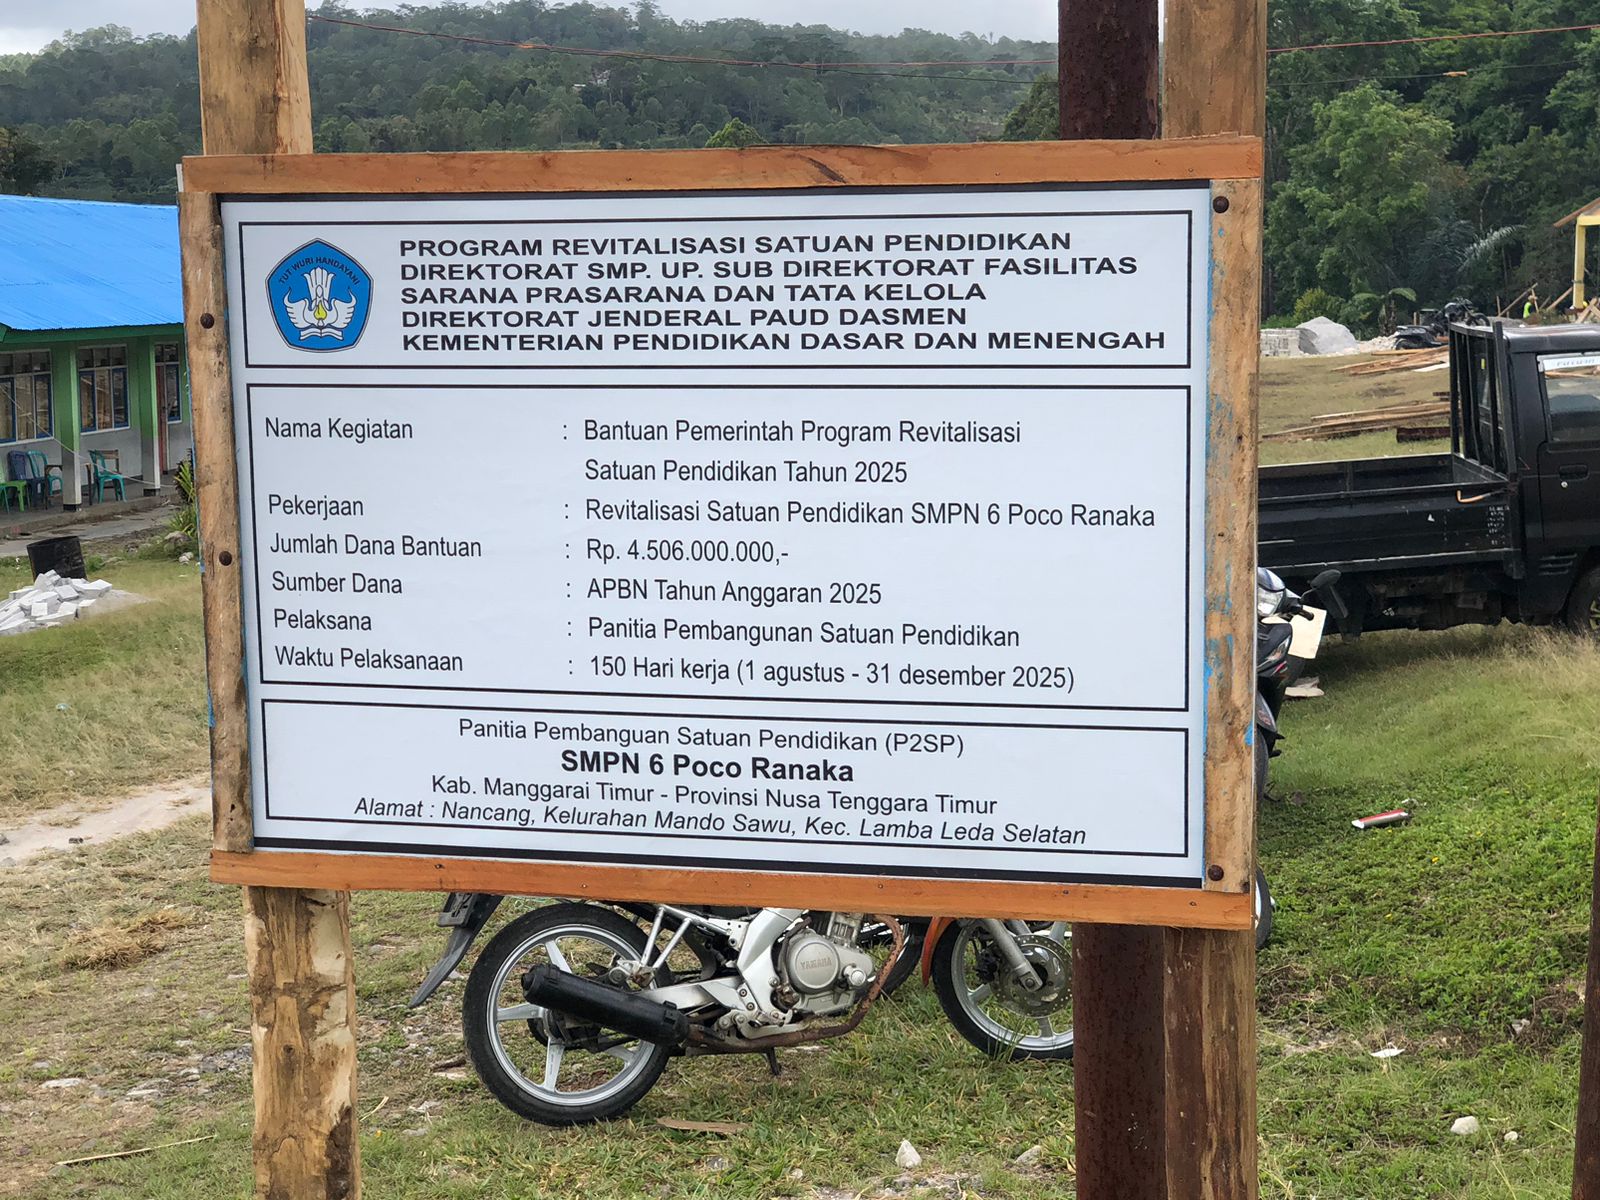 TUT WURI HANDAYANI
PROGRAM REVITALISASI SATUAN PENDIDIKAN
DIREKTORAT SMP. UP. SUB DIREKTORAT FASILITAS
SARANA PRASARANA DAN TATA KELOLA
DIREKTORAT JENDERAL PAUD DASMEN
KEMENTERIAN PENDIDIKAN DASAR DAN MENENGAH
Nama Kegiatan : Bantuan Pemerintah Program Revitalisasi
Satuan Pendidikan Tahun 2025
Pekerjaan : Revitalisasi Satuan Pendidikan SMPN 6 Poco Ranaka
Jumlah Dana Bantuan : Rp. 4.506.000.000,-
Sumber Dana : APBN Tahun Anggaran 2025
Pelaksana : Panitia Pembangunan Satuan Pendidikan
Waktu Pelaksanaan : 150 Hari kerja (1 agustus - 31 desember 2025)
Panitia Pembanguan Satuan Pendidikan (P2SP)
SMPN 6 Poco Ranaka
Kab. Manggarai Timur - Provinsi Nusa Tenggara Timur
Alamat : Nancang, Kelurahan Mando Sawu, Kec. Lamba Leda Selatan
YAMAHA